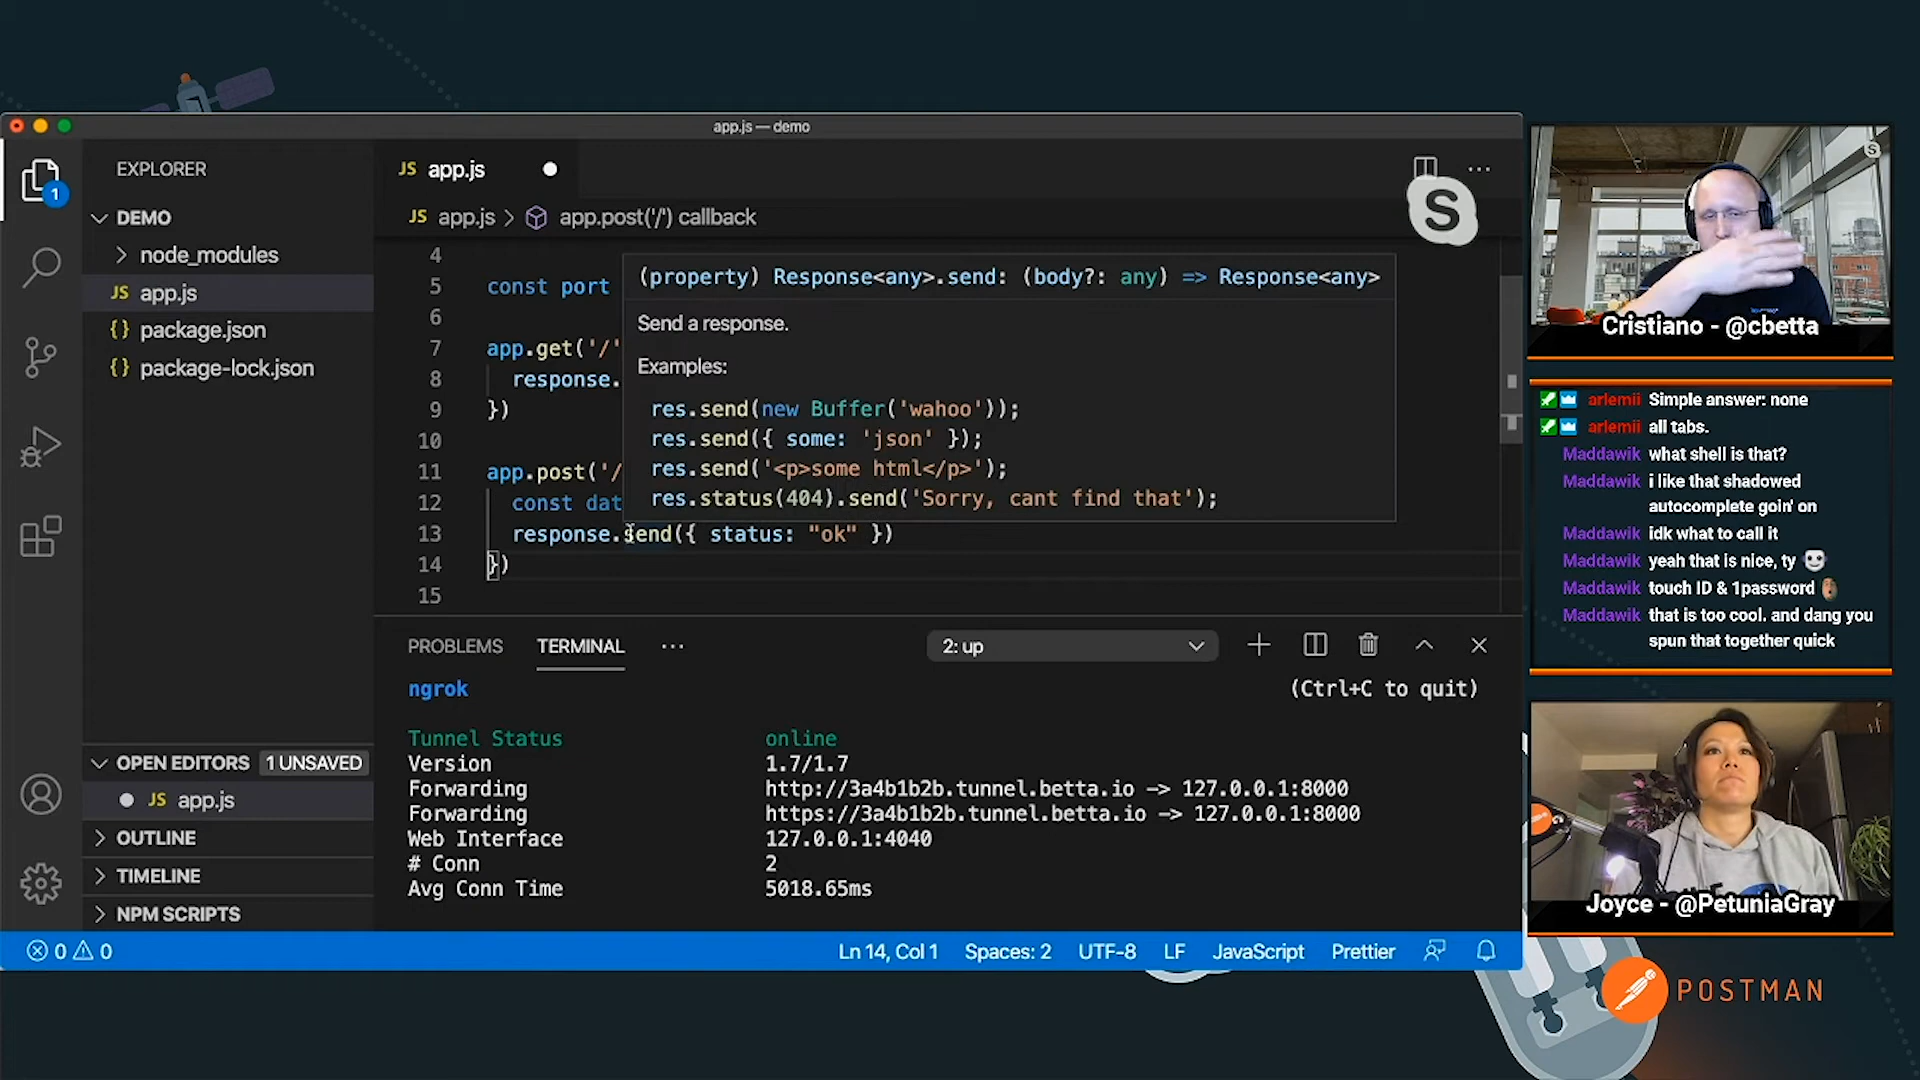 app.js — demo
EXPLORER
JS app.js
1
DEMO
JS app.js > app.post('/') callback
node_modules
JS app.js
{} package.json
{} package-lock.json
4
5 const port
6
7 app.get('/'
8 response.
9 })
10
11 app.post('/
12 const dat
13 response.send({ status: "ok" })
14 })
15
(property) Response<any>.send: (body?: any) => Response<any>
Send a response.
Examples:
res.send(new Buffer('wahoo'));
res.send({ some: 'json' });
res.send('<p>some html</p>');
res.status(404).send('Sorry, cant find that');
PROBLEMS TERMINAL ... 2: up
ngrok (Ctrl+C to quit)
Tunnel Status online
Version 1.7/1.7
Forwarding http://3a4b1b2b.tunnel.betta.io -> 127.0.0.1:8000
Forwarding https://3a4b1b2b.tunnel.betta.io -> 127.0.0.1:8000
Web Interface 127.0.0.1:4040
# Conn 2
Avg Conn Time 5018.65ms
OPEN EDITORS 1 UNSAVED
JS app.js
OUTLINE
TIMELINE
NPM SCRIPTS
0 0 Ln 14, Col 1 Spaces: 2 UTF-8 LF JavaScript Prettier
S
S
Cristiano - @cbetta
arlemii Simple answer: none
arlemii all tabs.
Maddawik what shell is that?
Maddawik i like that shadowed
autocomplete goin' on
Maddawik idk what to call it
Maddawik yeah that is nice, ty
Maddawik touch ID & 1password
Maddawik that is too cool. and dang you
spun that together quick
Joyce - @PetuniaGray
POSTMAN